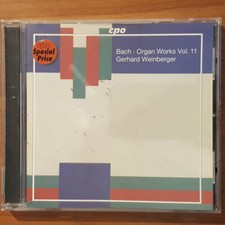 cpo
Special
Price
Bach · Organ Works Vol. 11
Gerhard Weinberger